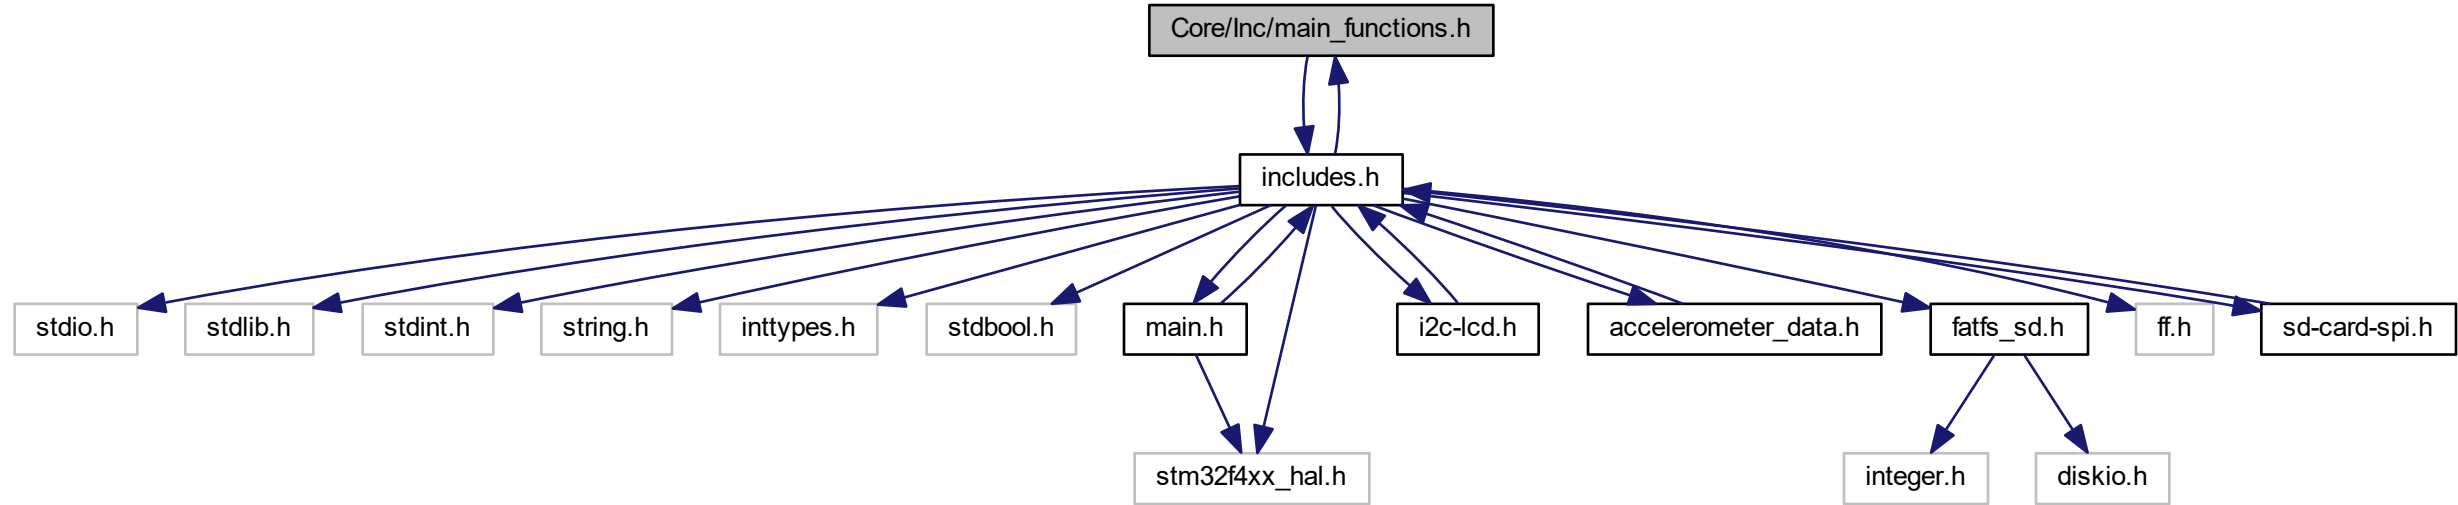 Core/Inc/main_functions.h
includes.h
stdio.h
stdlib.h
stdint.h
string.h
inttypes.h
stdbool.h
main.h
i2c-lcd.h
accelerometer_data.h
fatfs_sd.h
ff.h
sd-card-spi.h
stm32f4xx_hal.h
integer.h
diskio.h